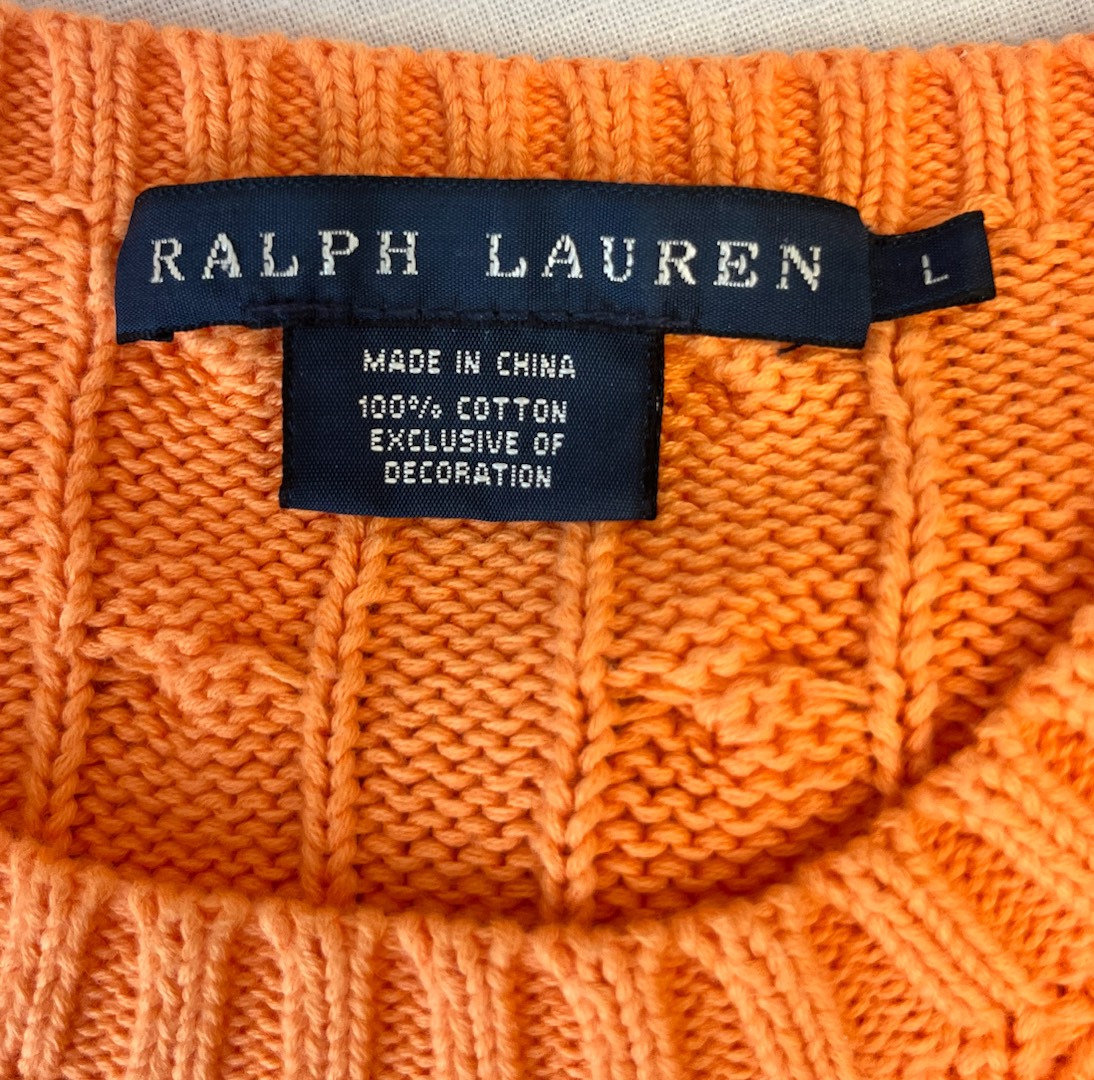 RALPH LAUREN
L
MADE IN CHINA
100% COTTON
EXCLUSIVE OF
DECORATION